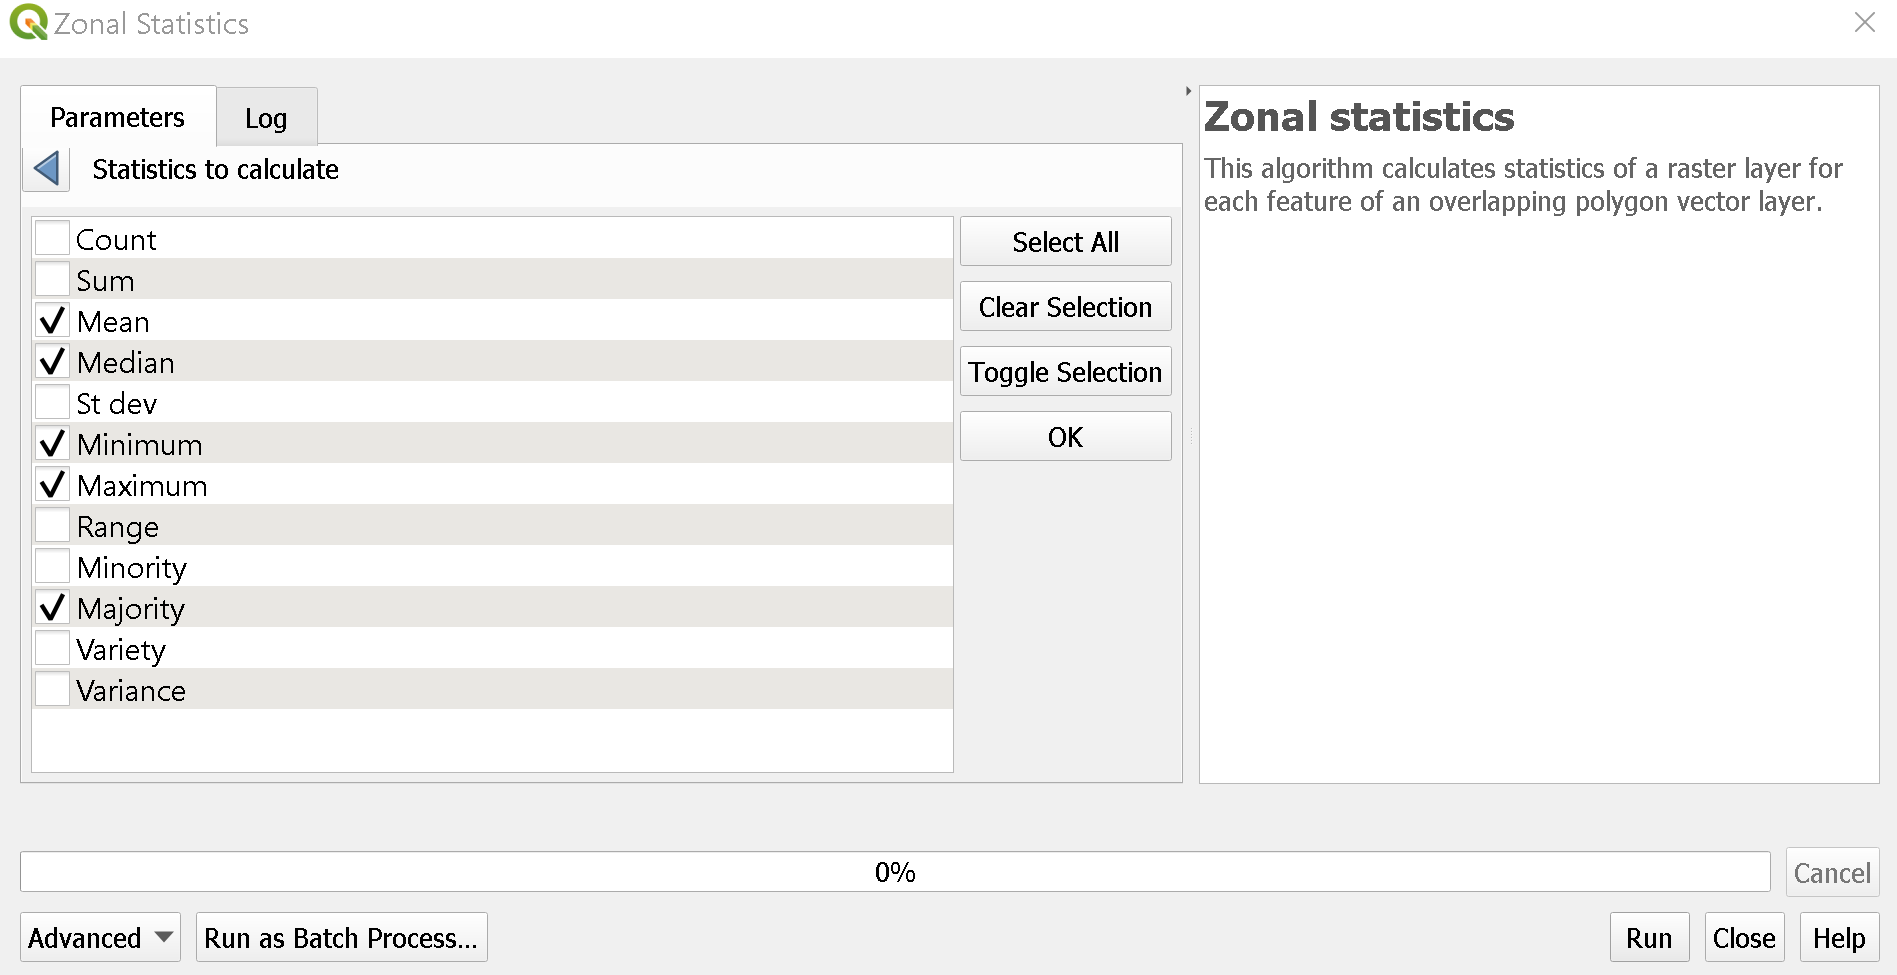 Zonal Statistics
Parameters
Log
Statistics to calculate
Count
Sum
Mean
Median
St dev
Minimum
Maximum
Range
Minority
Majority
Variety
Variance
Select All
Clear Selection
Toggle Selection
OK
Zonal statistics
This algorithm calculates statistics of a raster layer for
each feature of an overlapping polygon vector layer.
0%
Cancel
Advanced
Run as Batch Process...
Run
Close
Help